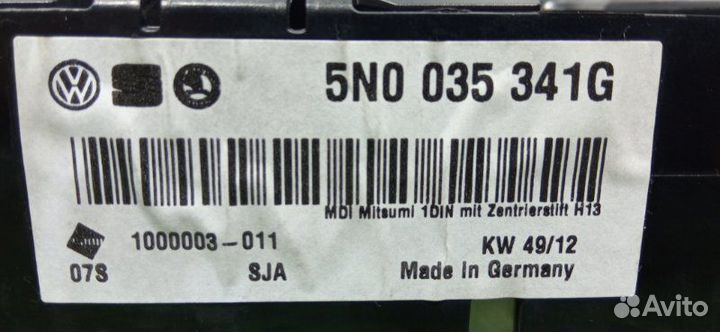 5N0 035 341G
MDI Mitsumi 1DIN mit Zentrierstift H13
1000003-011
KW 49/12
07S
SJA
Made In Germany
Avito